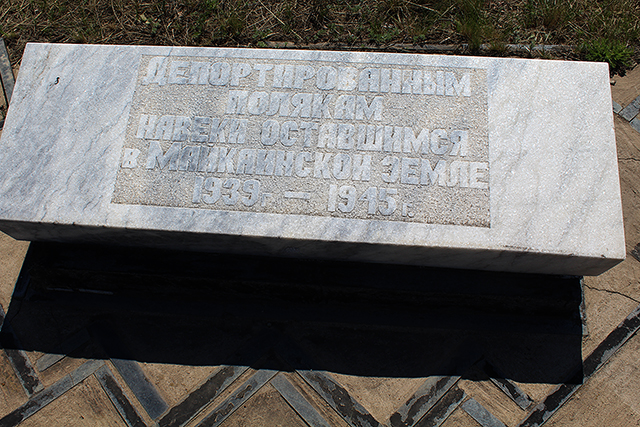 ДЕПОРТИРОВАННЫМ
ПОЛЯКАМ
НАВЕКИ ОСТАВШИМСЯ
В МАЙКАИНСКОЙ ЗЕМЛЕ
1939г — 1945г.